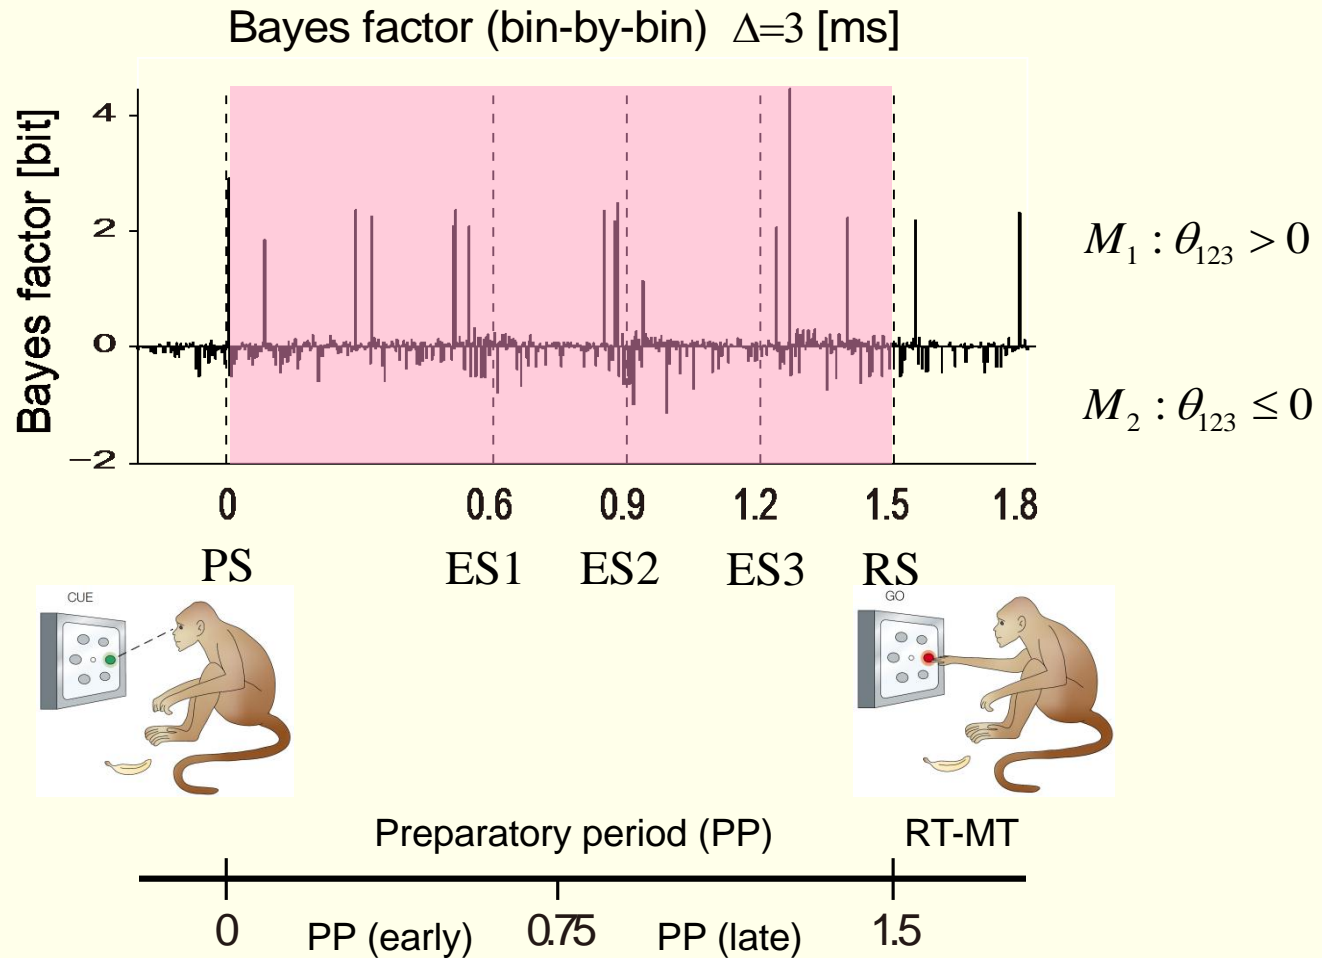 Bayes factor (bin-by-bin) Δ=3 [ms]
Bayes factor [bit]
4
2
0
−2
M₁ : θ₁₂₃ > 0
M₂ : θ₁₂₃ ≤ 0
0 0.6 0.9 1.2 1.5 1.8
PS ES1 ES2 ES3 RS
CUE GO
Preparatory period (PP) RT-MT
0 PP (early) 0.75 PP (late) 1.5